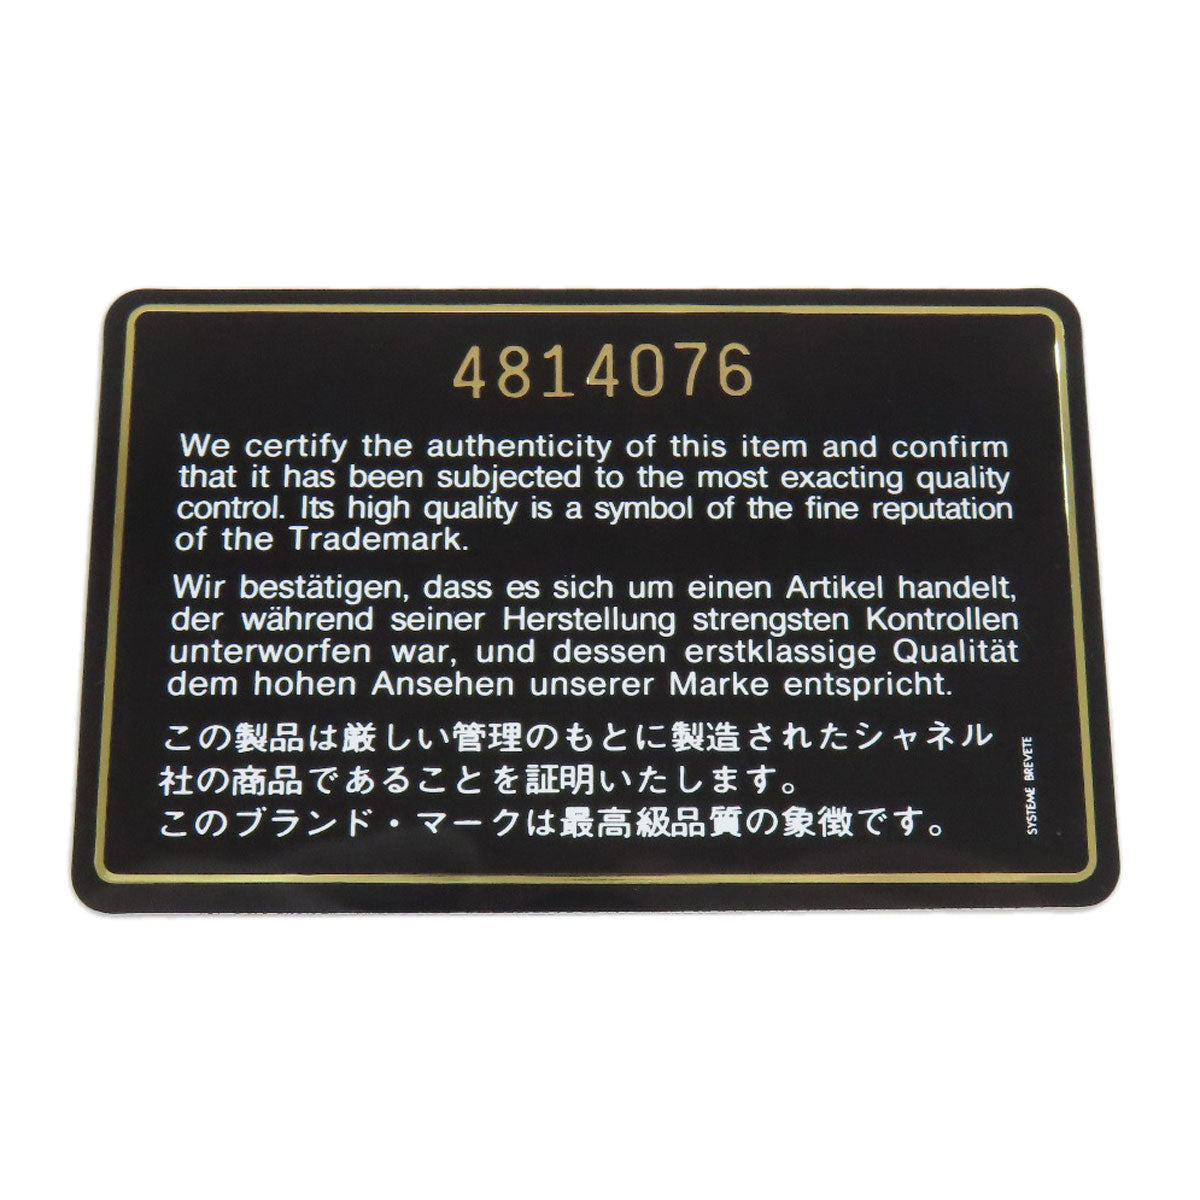 4814076
We certify the authenticity of this item and confirm
that it has been subjected to the most exacting quality
control. Its high quality is a symbol of the fine reputation
of the Trademark.
Wir bestätigen, dass es sich um einen Artikel handelt,
der während seiner Herstellung strengsten Kontrollen
unterworfen war, und dessen erstklassige Qualität
dem hohen Ansehen unserer Marke entspricht.
この製品は厳しい管理のもとに製造されたシャネル
社の商品であることを証明いたします。
このブランド・マークは最高級品質の象徴です。
SYSTEME BREVETE